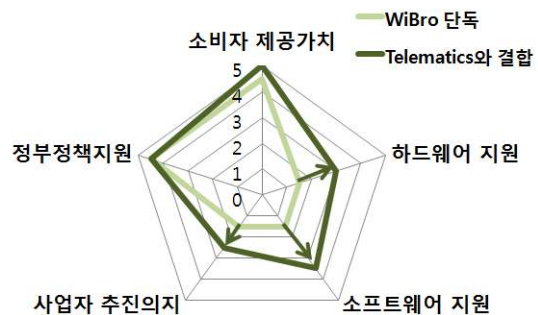 WiBro 단독
Telematics와 결합
소비자 제공가치
5
4
3
2
1
0
정부정책지원
하드웨어 지원
사업자 추진의지
소프트웨어 지원